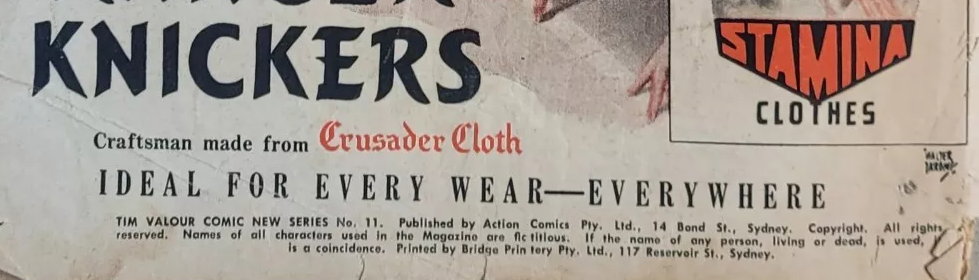 KNICKERS
STAMINA
CLOTHES
Craftsman made from Crusader Cloth
IDEAL FOR EVERY WEAR—EVERYWHERE
TIM VALOUR COMIC NEW SERIES No. 11. Published by Action Comics Pty. Ltd., 14 Bond St., Sydney. Copyright. All rights
reserved. Names of all characters used in the Magazine are fictitious. If the name of any person, living or dead, is used,
is a coincidence. Printed by Bridge Printery Pty. Ltd., 117 Reservoir St., Sydney.